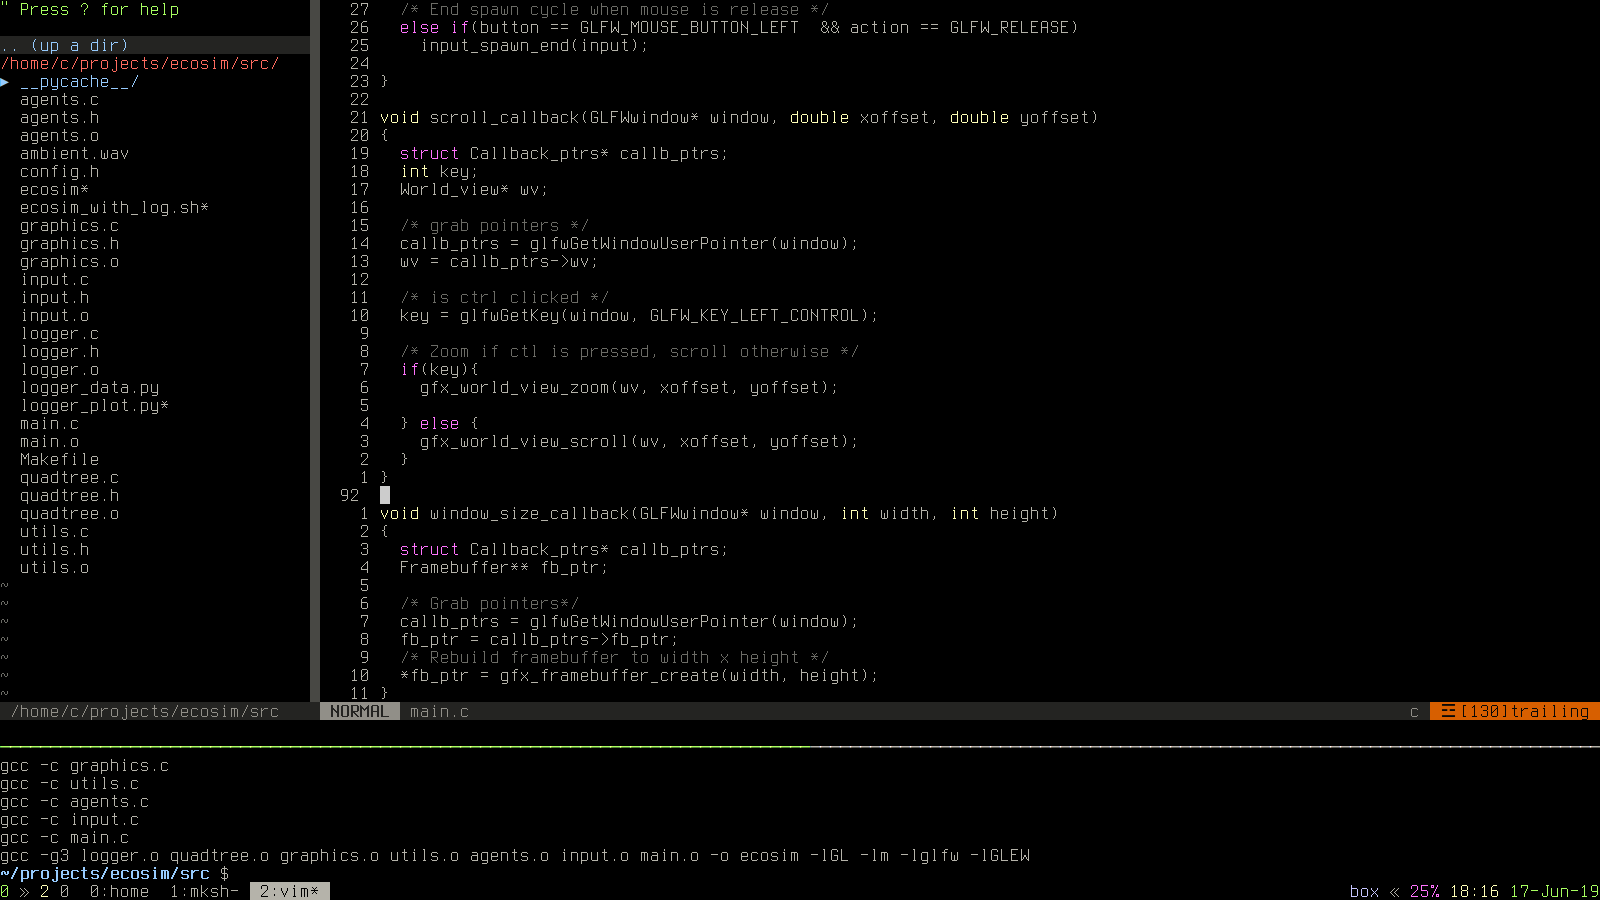 " Press ? for help
.. (up a dir)
/home/c/projects/ecosim/src/
▸ __pycache__/
agents.c
agents.h
agents.o
ambient.wav
config.h
ecosim*
ecosim_with_log.sh*
graphics.c
graphics.h
graphics.o
input.c
input.h
input.o
logger.c
logger.h
logger.o
logger_data.py
logger_plot.py*
main.c
main.o
Makefile
quadtree.c
quadtree.h
quadtree.o
utils.c
utils.h
utils.o
~
~
~
~
~
~
~
/home/c/projects/ecosim/src
27   /* End spawn cycle when mouse is release */
26   else if(button == GLFW_MOUSE_BUTTON_LEFT  && action == GLFW_RELEASE)
25     input_spawn_end(input);
24
23 }
22
21 void scroll_callback(GLFWwindow* window, double xoffset, double yoffset)
20 {
19   struct Callback_ptrs* callb_ptrs;
18   int key;
17   World_view* wv;
16
15   /* grab pointers */
14   callb_ptrs = glfwGetWindowUserPointer(window);
13   wv = callb_ptrs->wv;
12
11   /* is ctrl clicked */
10   key = glfwGetKey(window, GLFW_KEY_LEFT_CONTROL);
9
8   /* Zoom if ctl is pressed, scroll otherwise */
7   if(key){
6     gfx_world_view_zoom(wv, xoffset, yoffset);
5
4   } else {
3     gfx_world_view_scroll(wv, xoffset, yoffset);
2   }
1 }
92
1 void window_size_callback(GLFWwindow* window, int width, int height)
2 {
3   struct Callback_ptrs* callb_ptrs;
4   Framebuffer** fb_ptr;
5
6   /* Grab pointers*/
7   callb_ptrs = glfwGetWindowUserPointer(window);
8   fb_ptr = callb_ptrs->fb_ptr;
9   /* Rebuild framebuffer to width x height */
10   *fb_ptr = gfx_framebuffer_create(width, height);
11 }
NORMAL  main.c  c  ☲[130]trailing
gcc -c graphics.c
gcc -c utils.c
gcc -c agents.c
gcc -c input.c
gcc -c main.c
gcc -g3 logger.o quadtree.o graphics.o utils.o agents.o input.o main.o -o ecosim -lGL -lm -lglfw -lGLEW
~/projects/ecosim/src $
0 » 2 0  0:home  1:mksh-  2:vim*  box « 25% 18:16 17-Jun-19